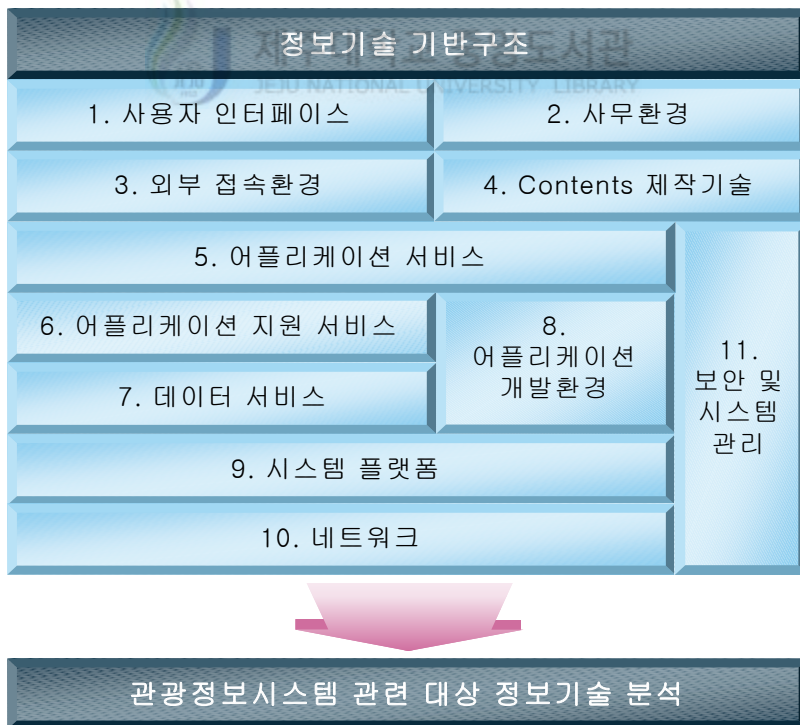 정보기술 기반구조
JEJU NATIONAL UNIVERSITY LIBRARY
1. 사용자 인터페이스
2. 사무환경
3. 외부 접속환경
4. Contents 제작기술
5. 어플리케이션 서비스
6. 어플리케이션 지원 서비스
7. 데이터 서비스
8.
어플리케이션
개발환경
9. 시스템 플랫폼
10. 네트워크
11.
보안 및
시스템
관리
관광정보시스템 관련 대상 정보기술 분석